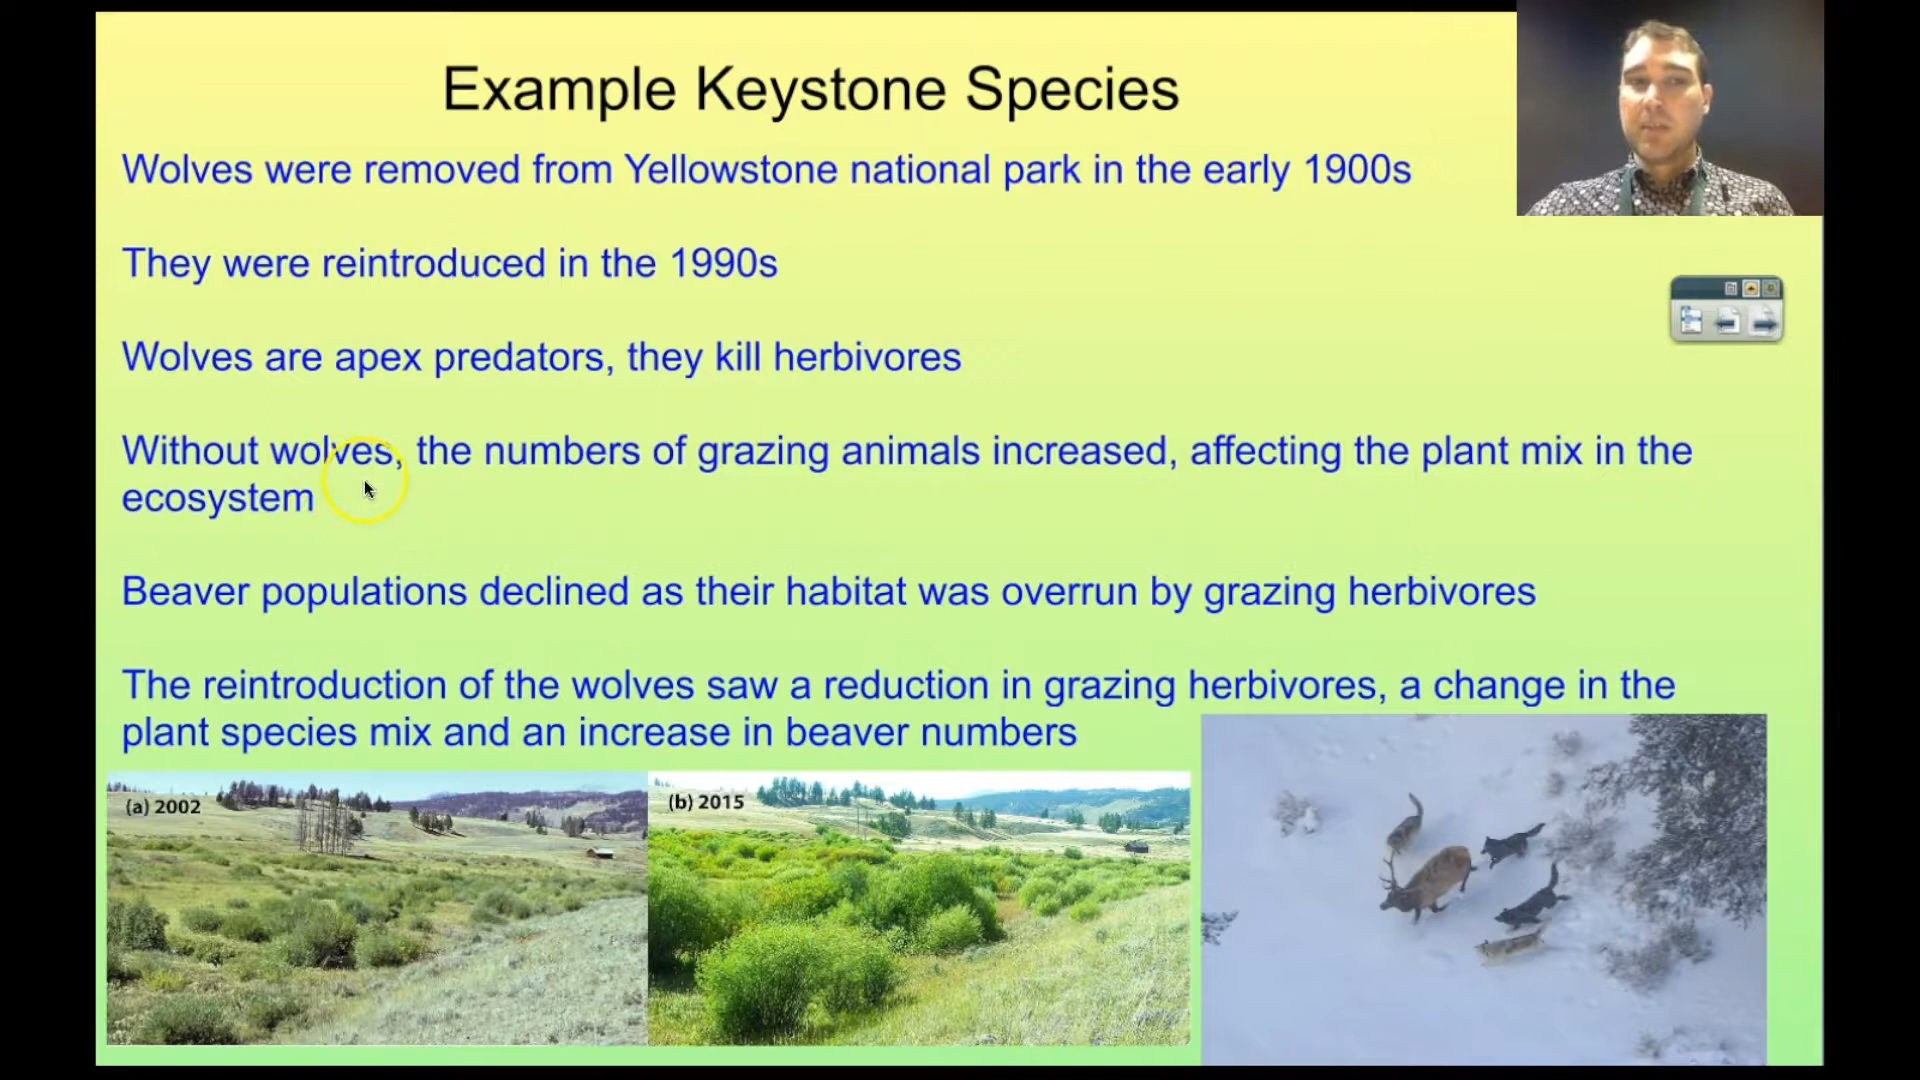 Example Keystone Species
Wolves were removed from Yellowstone national park in the early 1900s
They were reintroduced in the 1990s
Wolves are apex predators, they kill herbivores
Without wolves, the numbers of grazing animals increased, affecting the plant mix in the
ecosystem
Beaver populations declined as their habitat was overrun by grazing herbivores
The reintroduction of the wolves saw a reduction in grazing herbivores, a change in the
plant species mix and an increase in beaver numbers
(a) 2002
(b) 2015